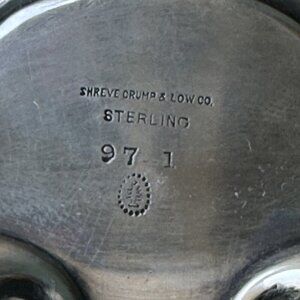 SHREVE CRUMP & LOW CO.
STERLING
97 1